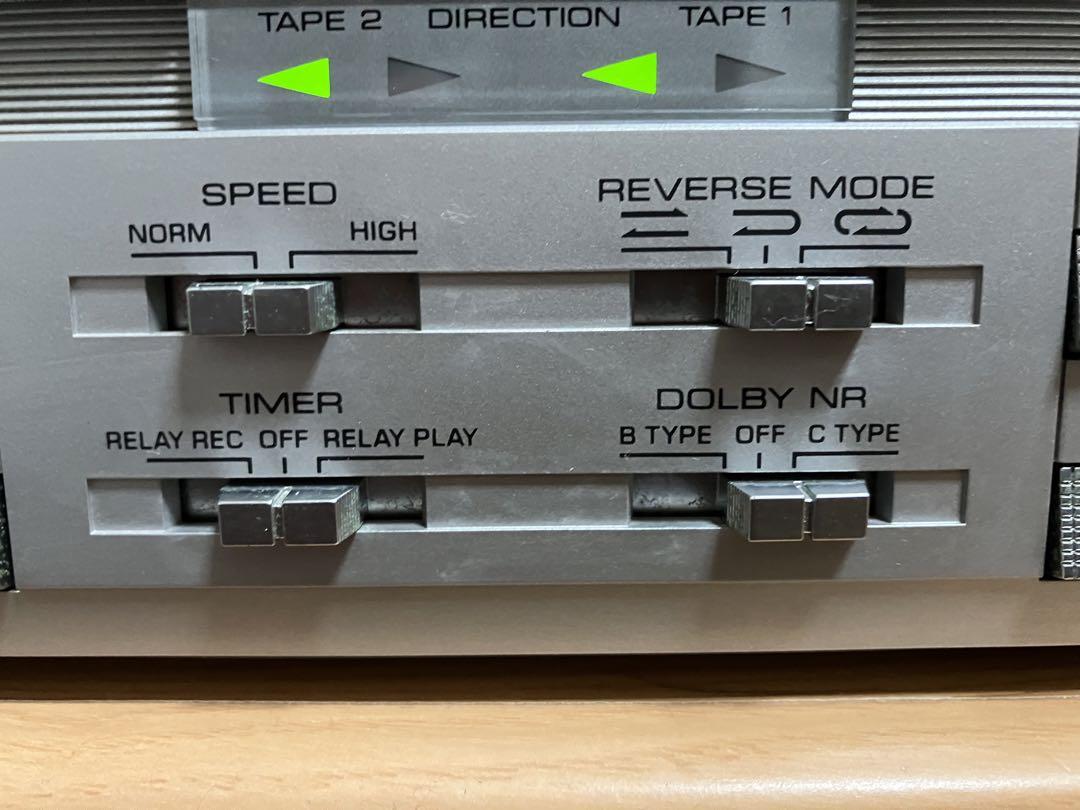 TAPE 2 DIRECTION TAPE 1
SPEED
NORM HIGH
REVERSE MODE
TIMER
RELAY REC OFF RELAY PLAY
DOLBY NR
B TYPE OFF C TYPE